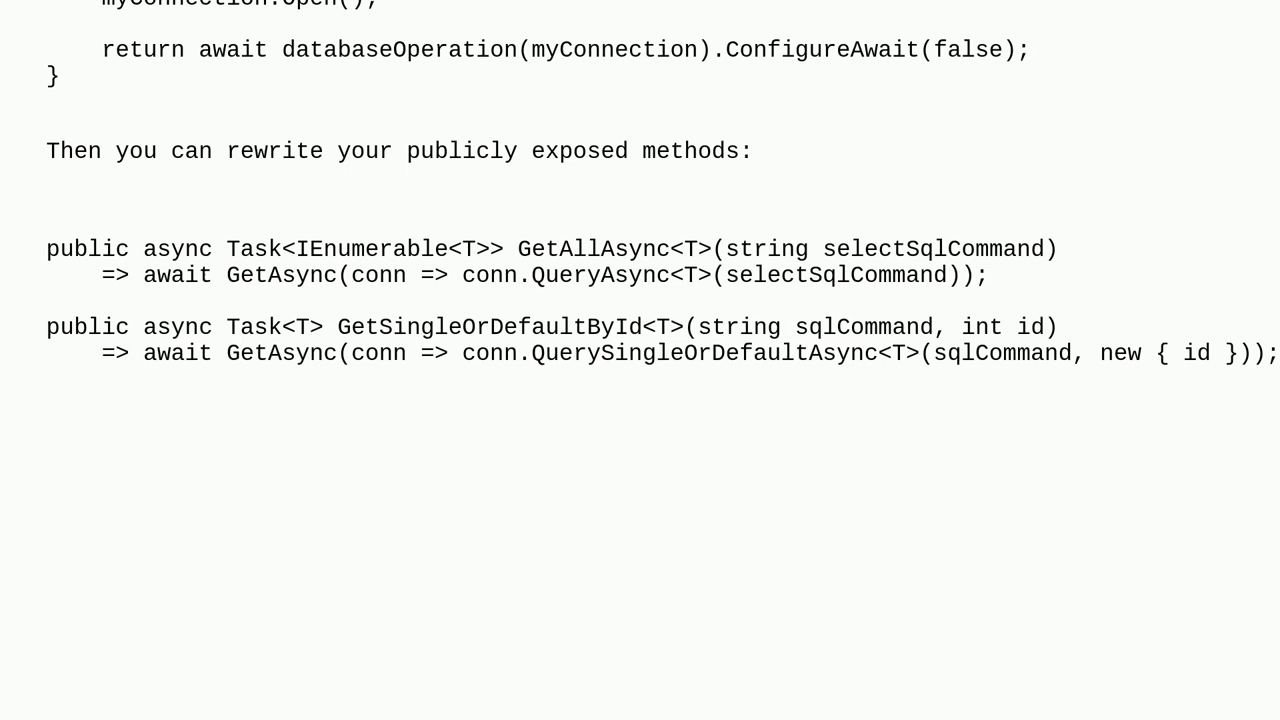 myConnection.Open();
return await databaseOperation(myConnection).ConfigureAwait(false);
}
Then you can rewrite your publicly exposed methods:
public async Task<IEnumerable<T>> GetAllAsync<T>(string selectSqlCommand)
=> await GetAsync(conn => conn.QueryAsync<T>(selectSqlCommand));
public async Task<T> GetSingleOrDefaultById<T>(string sqlCommand, int id)
=> await GetAsync(conn => conn.QuerySingleOrDefaultAsync<T>(sqlCommand, new { id }));